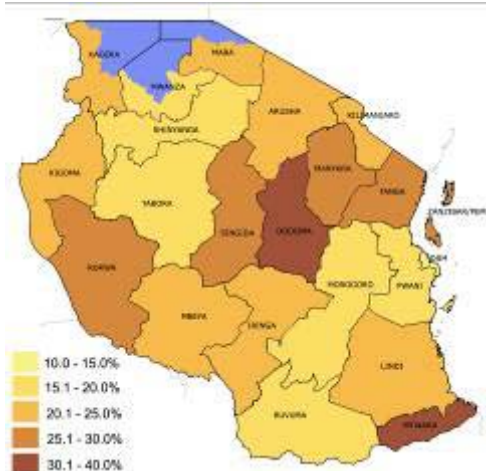 KAGERA
MARA
MWANZA
ARUSHA
KILIMANJARO
SHINYANGA
KIGOMA
MANYARA
TANGA
TABORA
SINGIDA
DODOMA
DSM
RUKWA
MOROGORO
PWANI
MBEYA
IRINGA
LINDI
RUVUMA
MTWARA
10.0 - 15.0%
15.1 - 20.0%
20.1 - 25.0%
25.1 - 30.0%
30.1 - 40.0%